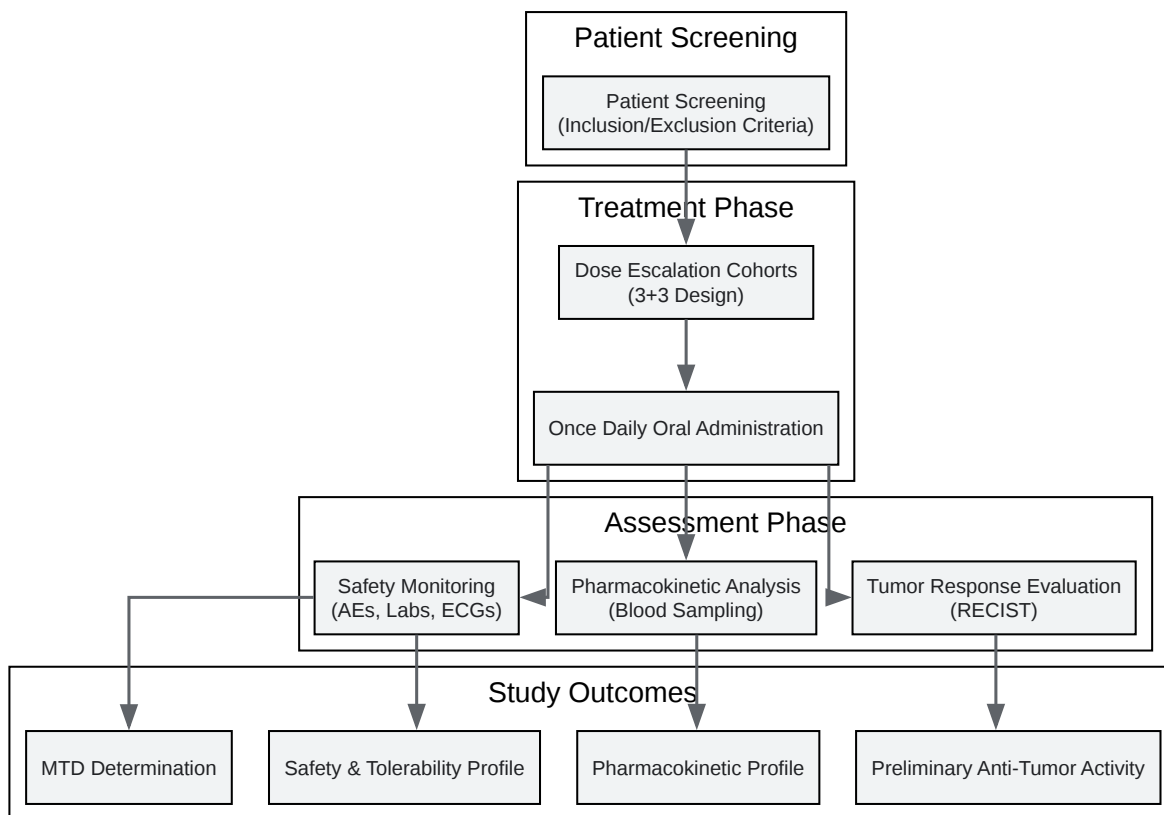 Patient Screening
Patient Screening
(Inclusion/Exclusion Criteria)
Treatment Phase
Dose Escalation Cohorts
(3+3 Design)
Once Daily Oral Administration
Assessment Phase
Safety Monitoring
(AEs, Labs, ECGs)
Pharmacokinetic Analysis
(Blood Sampling)
Tumor Response Evaluation
(RECIST)
Study Outcomes
MTD Determination
Safety & Tolerability Profile
Pharmacokinetic Profile
Preliminary Anti-Tumor Activity